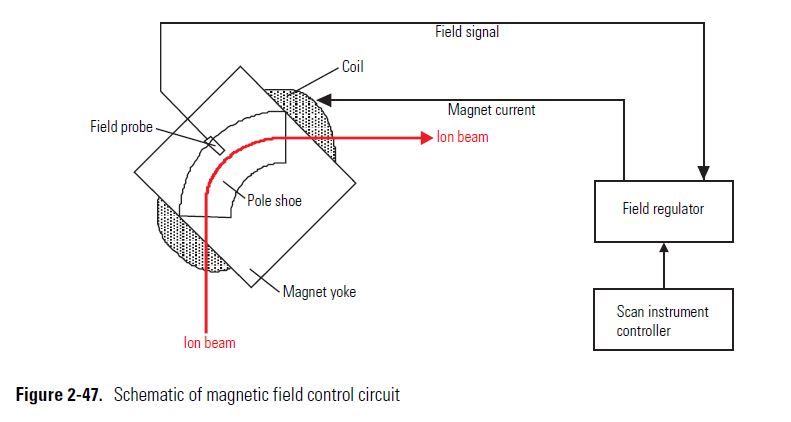 Field signal
Coil
Magnet current
Field probe
Ion beam
Pole shoe
Field regulator
Magnet yoke
Scan instrument
controller
Ion beam
Figure 2-47. Schematic of magnetic field control circuit